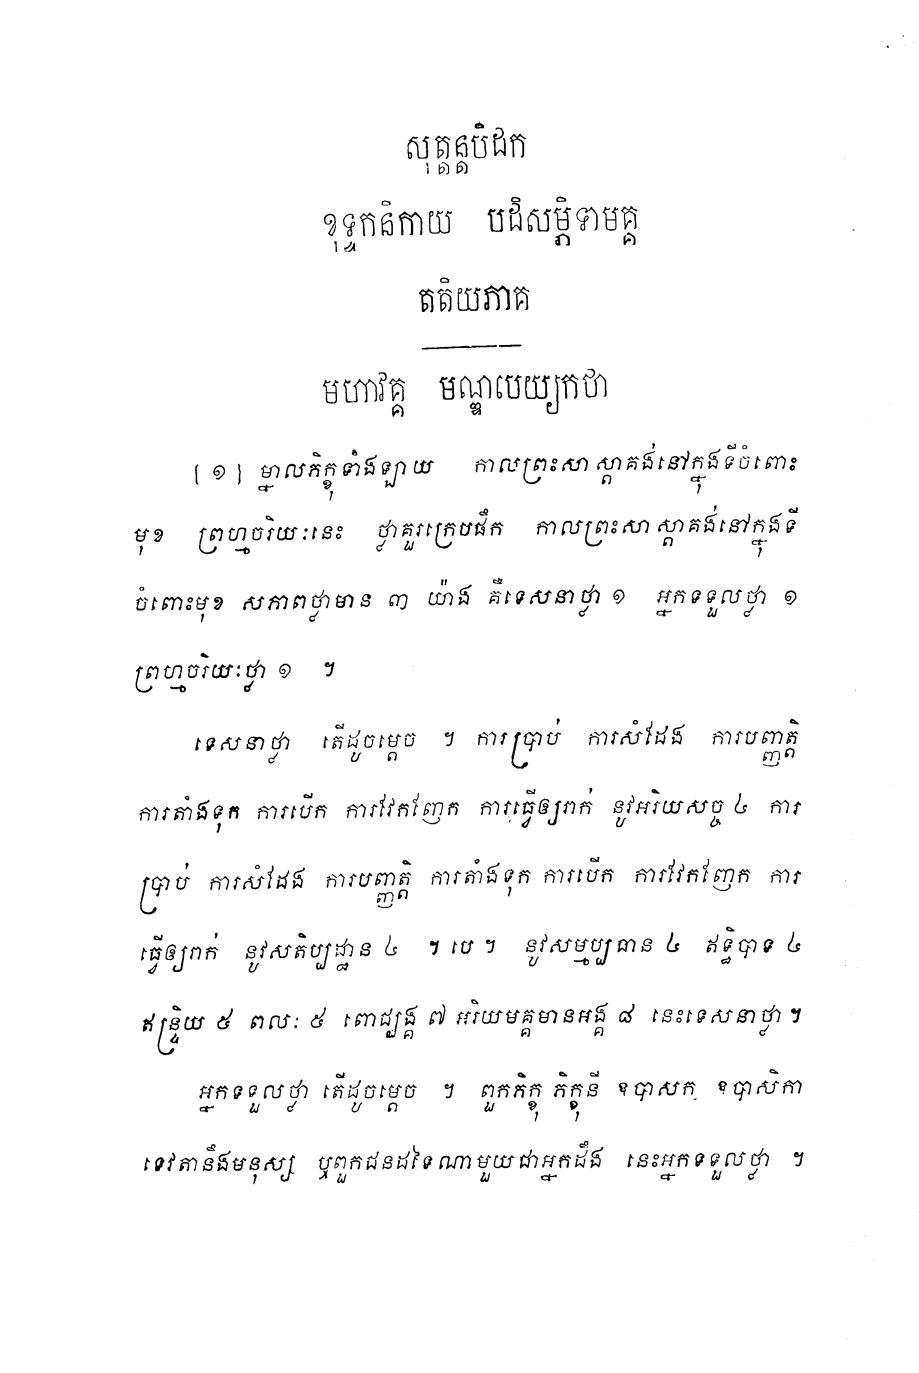 សុត្តន្តបិដក
ខុទ្ទកនិកាយ បដិសម្ភិទាមគ្គ
តតិយភាគ
មហាវគ្គ មណ្ឌបេយ្យកថា
[ ១ ] ម្នាលភិក្ខុទាំងឡាយ កាលព្រះសាស្តាគង់នៅក្នុងទីចំពោះ
មុខ ព្រហ្មចរិយៈនេះ ថ្លាគួរក្រេបផឹក កាលព្រះសាស្តាគង់នៅក្នុងទី
ចំពោះមុខ សភាពថ្លាមាន ៣ យ៉ាង គឺទេសនាថ្លា ១ អ្នកទទួលថ្លា ១
ព្រហ្មចរិយៈថ្លា ១ ។
ទេសនាថ្លា តើដូចម្តេច ។ ការប្រាប់ ការសំដែង ការបញ្ញត្តិ
ការតាំងទុក ការបើក ការវែកញែក ការធ្វើឲ្យរាក់ នូវអរិយសច្ច ៤ ការ
ប្រាប់ ការសំដែង ការបញ្ញត្តិ ការតាំងទុក ការបើក ការវែកញែក ការ
ធ្វើឲ្យរាក់ នូវសតិប្បដ្ឋាន ៤ ។ បេ ។ នូវសម្មប្បធាន ៤ ឥទ្ធិបាទ ៤
ឥន្ទ្រិយ ៥ ពលៈ ៥ ពោជ្ឈង្គ ៧ អរិយមគ្គមានអង្គ ៨ នេះទេសនាថ្លា ។
អ្នកទទួលថ្លា តើដូចម្តេច ។ ពួកភិក្ខុ ភិក្ខុនី ឧបាសក ឧបាសិកា
ទេវតានឹងមនុស្ស ឬពួកជនដទៃណាមួយជាអ្នកដឹង នេះអ្នកទទួលថ្លា ។